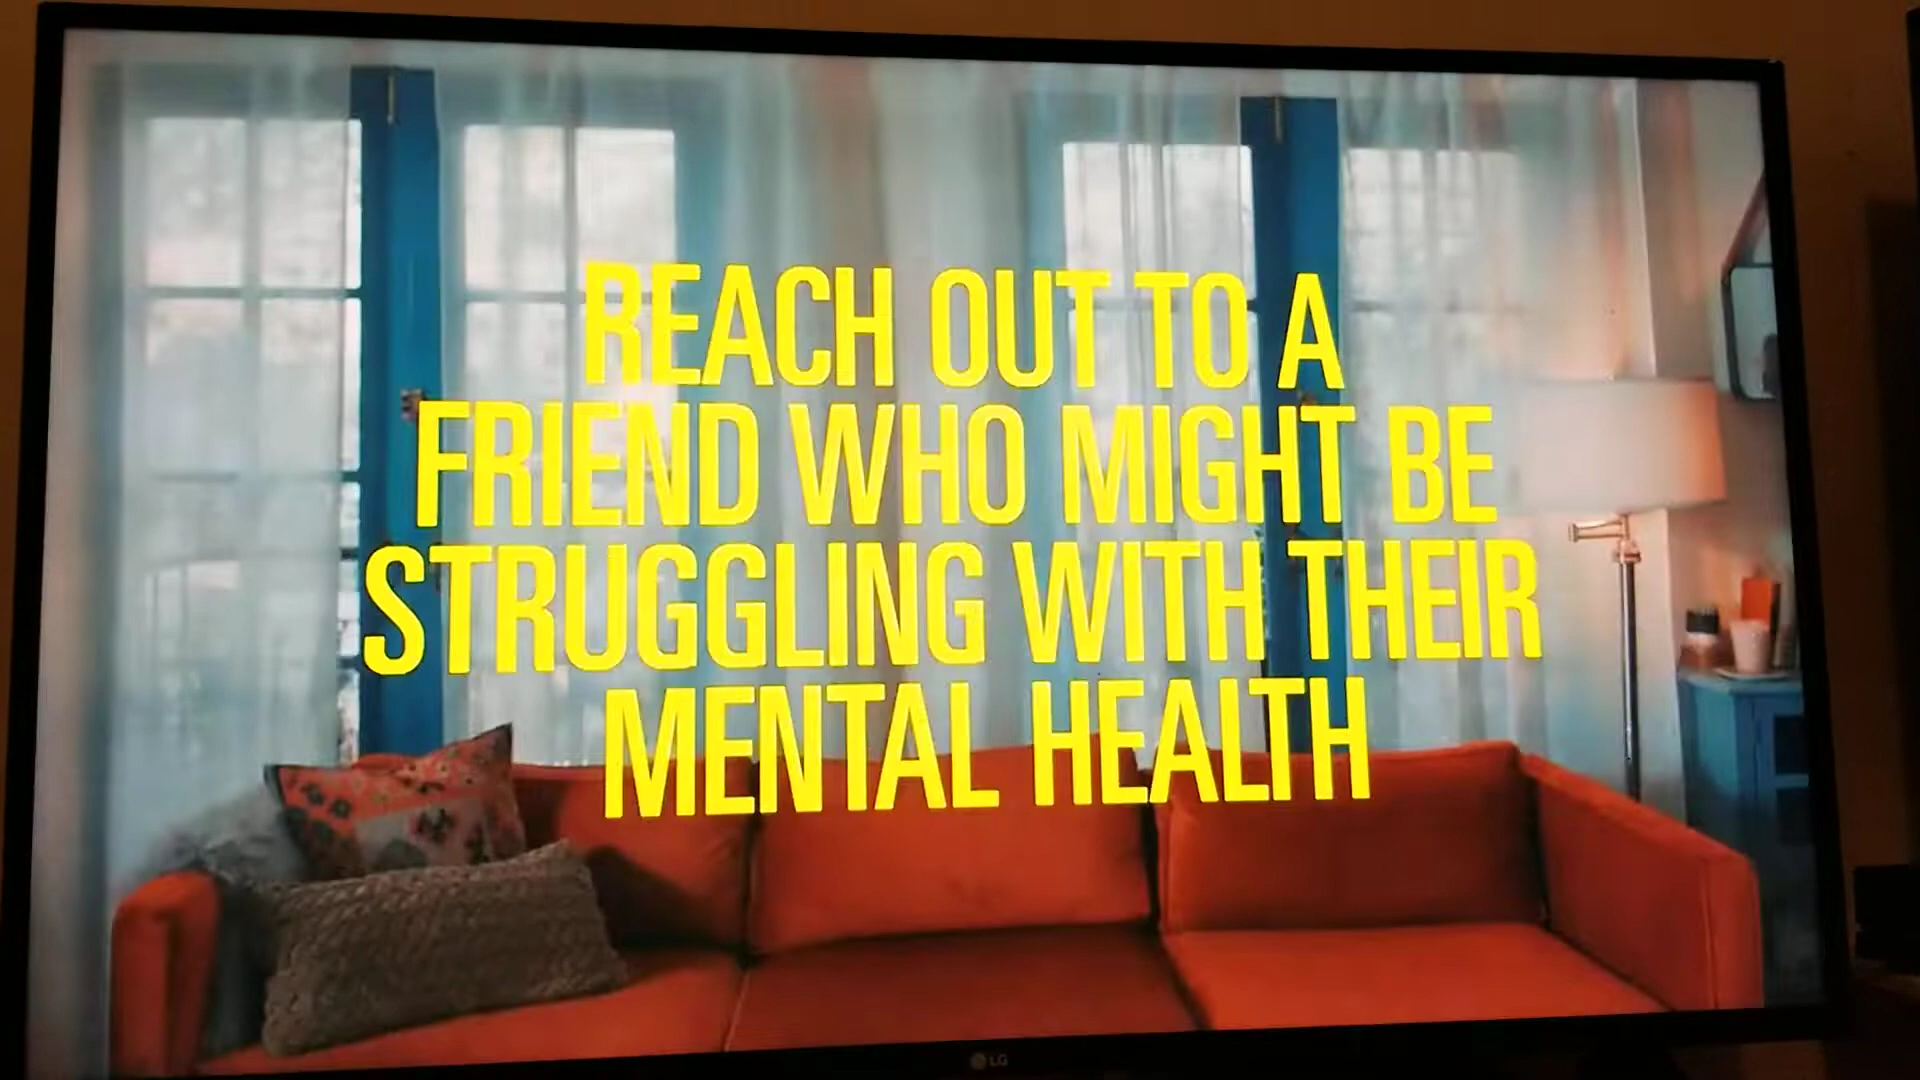 REACH OUT TO A
FRIEND WHO MIGHT BE
STRUGGLING WITH THEIR
MENTAL HEALTH
LG